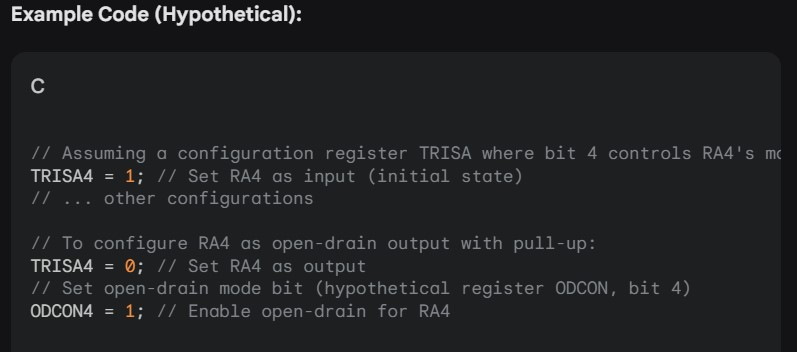 Example Code (Hypothetical):
C
// Assuming a configuration register TRISA where bit 4 controls RA4's
TRISA4 = 1; // Set RA4 as input (initial state)
// ... other configurations
// To configure RA4 as open-drain output with pull-up:
TRISA4 = 0; // Set RA4 as output
// Set open-drain mode bit (hypothetical register ODCON, bit 4)
ODCON4 = 1; // Enable open-drain for RA4